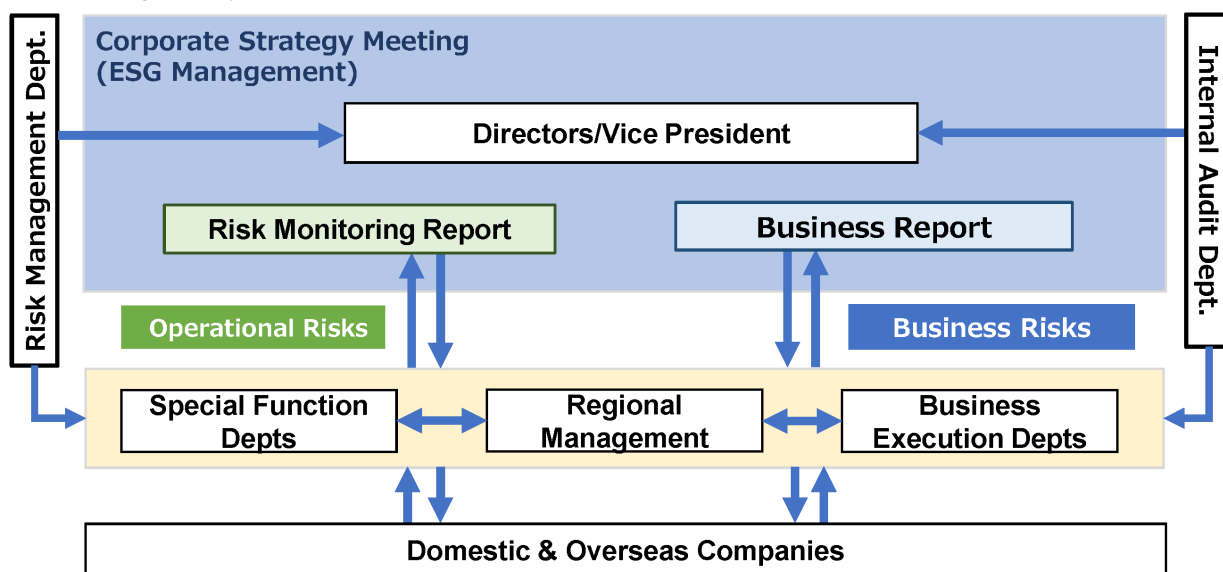 Risk Management Dept.
Corporate Strategy Meeting
(ESG Management)
Directors/Vice President
Internal Audit Dept.
Risk Monitoring Report
Business Report
Operational Risks
Business Risks
Special Function
Depts
Regional
Management
Business
Execution Depts
Domestic & Overseas Companies